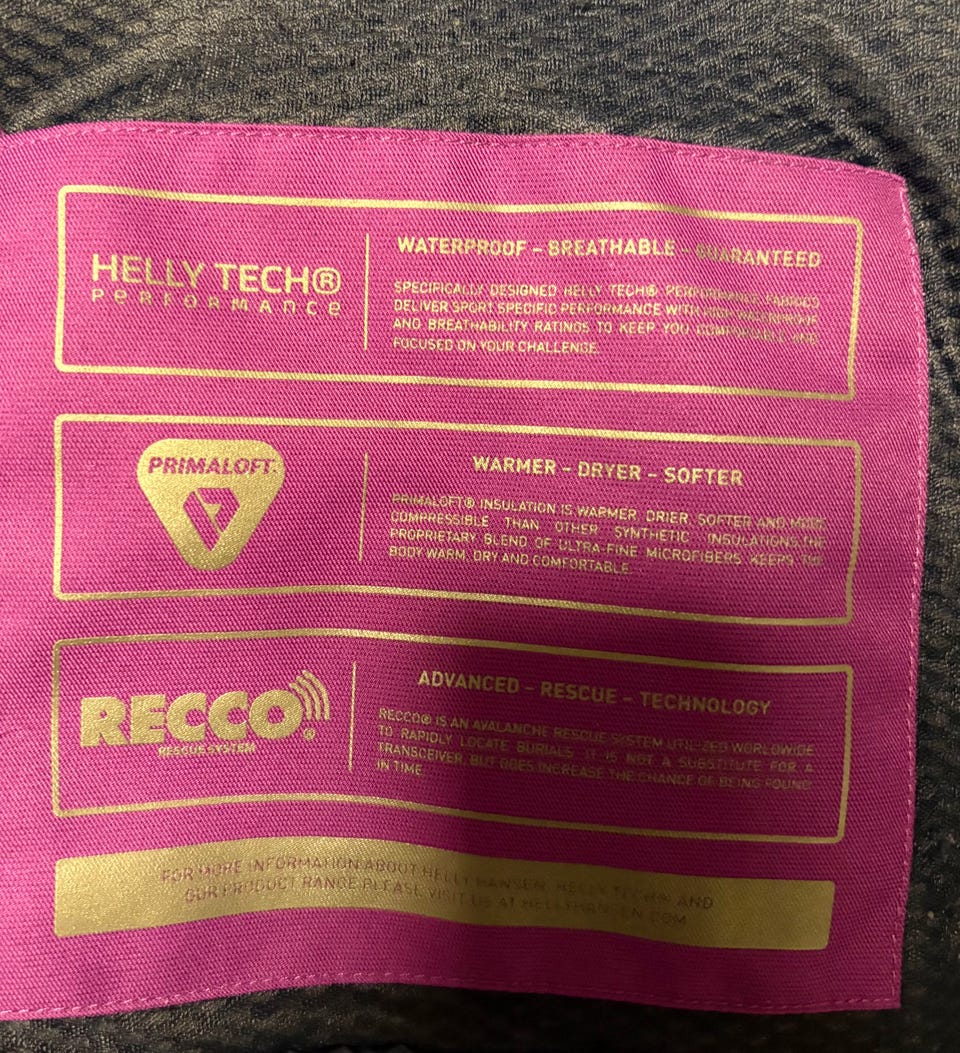 HELLY TECH®
PERFORMANCE
WATERPROOF – BREATHABLE – GUARANTEED
SPECIFICALLY DESIGNED HELLY TECH® PERFORMANCE FABRICS
DELIVER SPORT SPECIFIC PERFORMANCE WITH HIGH WATERPROOF
AND BREATHABILITY RATINGS TO KEEP YOU COMFORTABLE AND
FOCUSED ON YOUR CHALLENGE.
PRIMALOFT®
WARMER – DRYER – SOFTER
PRIMALOFT® INSULATION IS WARMER, DRIER, SOFTER AND MORE
COMPRESSIBLE THAN OTHER SYNTHETIC INSULATIONS.THE
PROPRIETARY BLEND OF ULTRA-FINE MICROFIBERS KEEPS THE
BODY WARM, DRY AND COMFORTABLE.
RECCO®
RESCUE SYSTEM
ADVANCED – RESCUE – TECHNOLOGY
RECCO® IS AN AVALANCHE RESCUE SYSTEM UTILIZED WORLDWIDE
TO RAPIDLY LOCATE BURIALS. IT IS NOT A SUBSTITUTE FOR A
TRANSCEIVER, BUT DOES INCREASE THE CHANCE OF BEING FOUND
IN TIME.
FOR MORE INFORMATION ABOUT HELLY HANSEN, HELLY TECH® AND
OUR PRODUCT RANGE PLEASE VISIT US AT HELLYHANSEN.COM